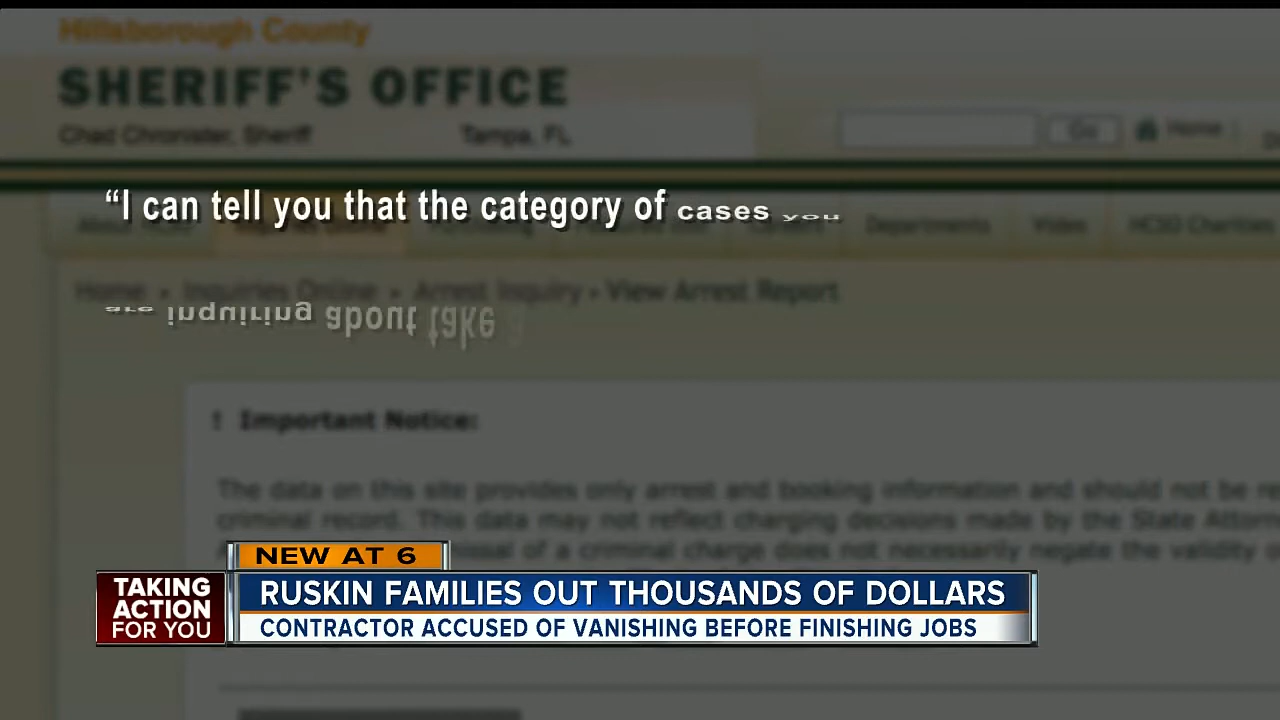 Hillsborough County
SHERIFF'S OFFICE
Chad Chronister, Sheriff Tampa, FL
Go Home
“I can tell you that the category of cases you
Departments Video HCSO Charities
are inquiring about take
Home • Inquiries Online • Arrest Inquiry • View Arrest Report
! Important Notice:
The data on this site provides only arrest and booking information and should not be
criminal record. This data may not reflect charging decisions made by the State
of a criminal charge does not necessarily negate the validity
NEW AT 6
TAKING
ACTION
FOR YOU
RUSKIN FAMILIES OUT THOUSANDS OF DOLLARS
CONTRACTOR ACCUSED OF VANISHING BEFORE FINISHING JOBS